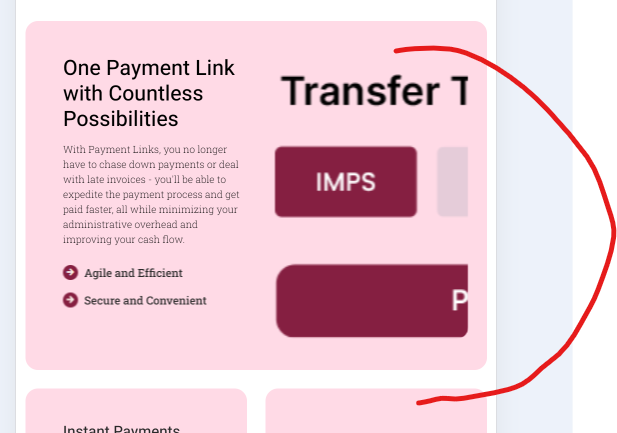 One Payment Link
with Countless
Possibilities
With Payment Links, you no longer
have to chase down payments or deal
with late invoices - you'll be able to
expedite the payment process and get
paid faster, all while minimizing your
administrative overhead and
improving your cash flow.
Agile and Efficient
Secure and Convenient
Transfer T
IMPS
P
Instant Payments